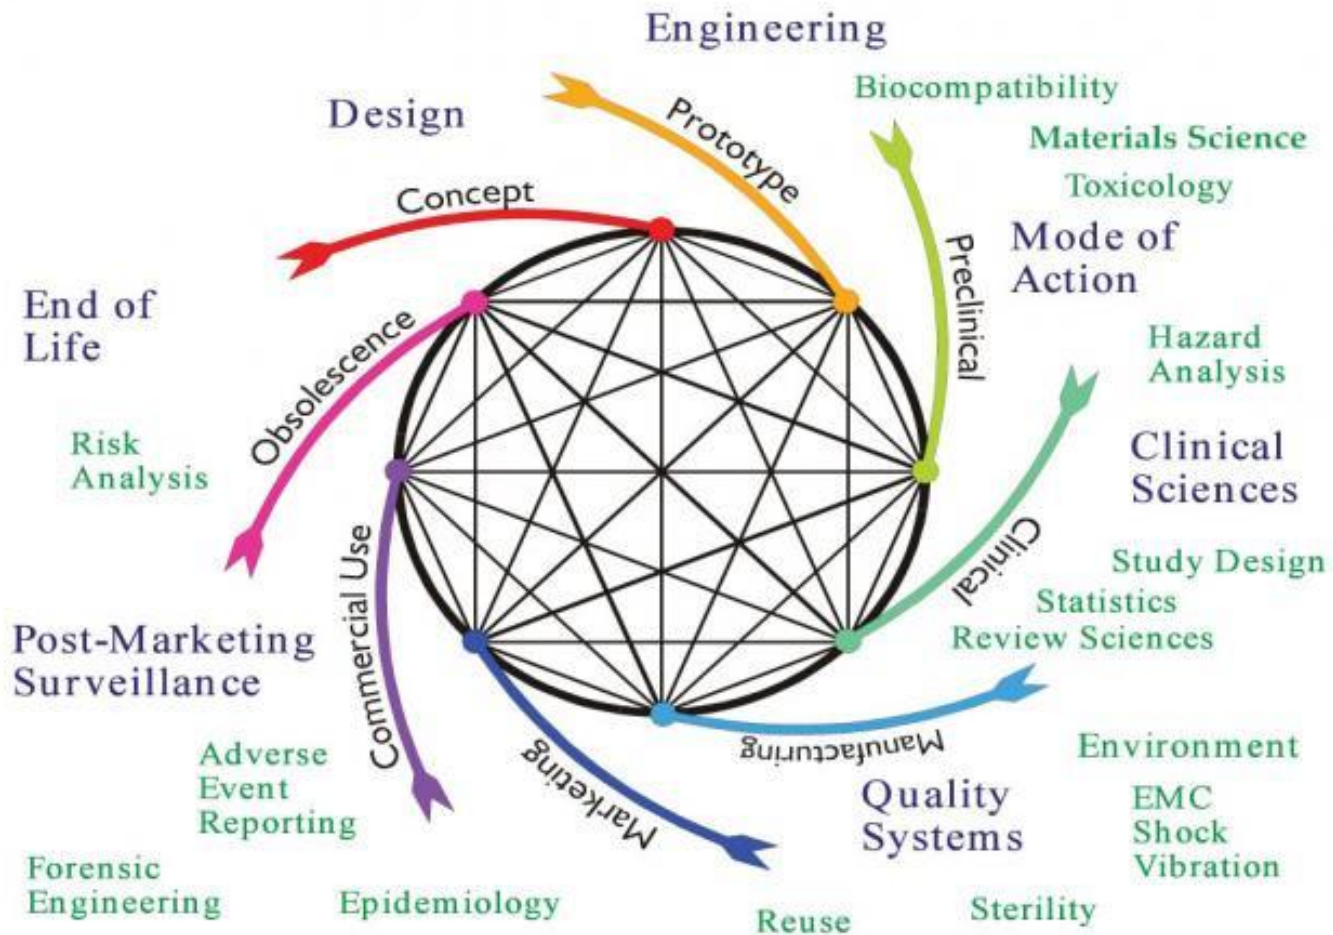 Engineering
Design
Prototype
Biocompatibility
Materials Science
Toxicology
Concept
Mode of
Action
Preclinical
End of
Life
Obsolescence
Hazard
Analysis
Risk
Analysis
Clinical
Sciences
Clinical
Study Design
Statistics
Review Sciences
Commercial Use
Post-Marketing
Surveillance
Manufacturing
Marketing
Environment
Quality
Systems
EMC
Shock
Vibration
Adverse
Event
Reporting
Forensic
Engineering
Epidemiology
Reuse
Sterility